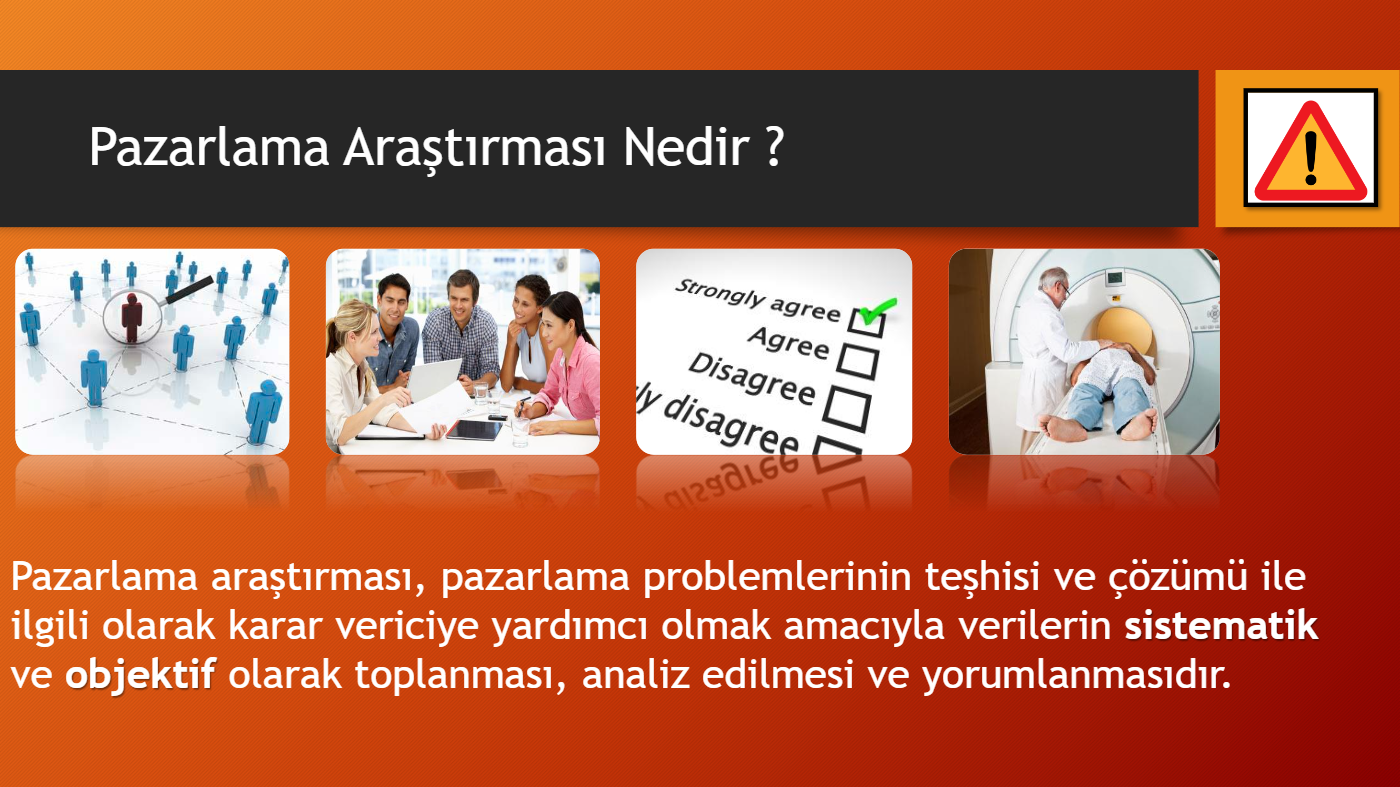 Pazarlama Araştırması Nedir ?
Strongly agree
Agree
Disagree
disagree
Pazarlama araştırması, pazarlama problemlerinin teşhisi ve çözümü ile
ilgili olarak karar vericiye yardımcı olmak amacıyla verilerin sistematik
ve objektif olarak toplanması, analiz edilmesi ve yorumlanmasıdır.